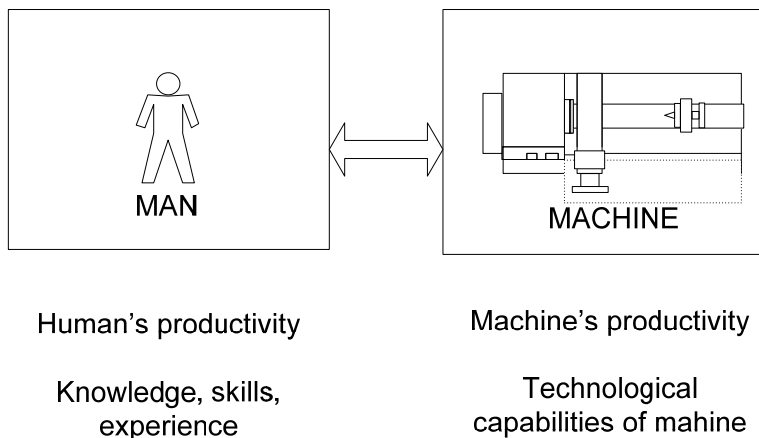 MAN
MACHINE
Human's productivity
Machine's productivity
Knowledge, skills,
experience
Technological
capabilities of mahine